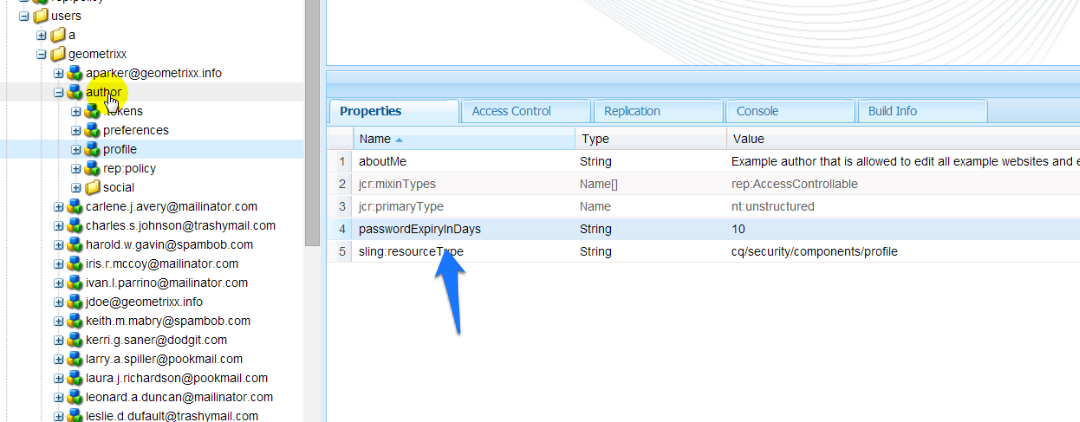 rep:policy
users
a
geometrixx
aparker@geometrixx.info
author
.tokens
preferences
profile
rep:policy
social
carlene.j.avery@mailinator.com
charles.s.johnson@trashymail.com
harold.w.gavin@spambob.com
iris.r.mccoy@mailinator.com
ivan.l.parrino@mailinator.com
jdoe@geometrixx.info
keith.m.mabry@spambob.com
kerri.g.saner@dodgit.com
larry.a.spiller@pookmail.com
laura.j.richardson@pookmail.com
leonard.a.duncan@mailinator.com
leslie.d.dufault@trashymail.com
Properties Access Control Replication Console Build Info
Name Type Value
1 aboutMe String Example author that is allowed to edit all example websites and e
2 jcr:mixinTypes Name[] rep:AccessControllable
3 jcr:primaryType Name nt:unstructured
4 passwordExpiryInDays String 10
5 sling:resourceType String cq/security/components/profile